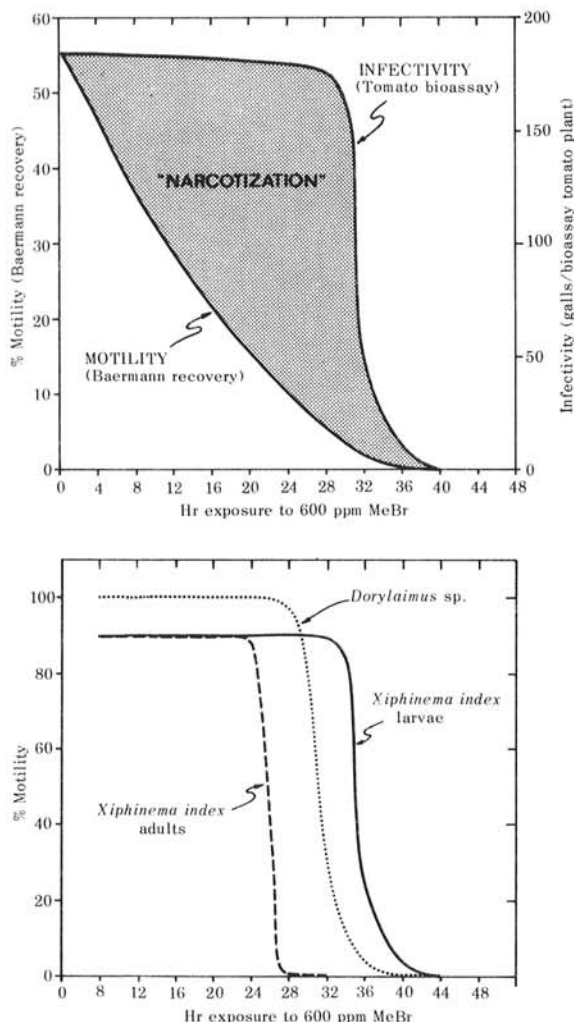 60
50
40
30
20
10
0
% Motility (Baermann recovery)
200
150
100
50
0
Infectivity (galls/bioassay tomato plant)
INFECTIVITY
(Tomato bioassay)
"NARCOTIZATION"
MOTILITY
(Baermann recovery)
0 4 8 12 16 20 24 28 32 36 40 44 48
Hr exposure to 600 ppm MeBr
100
80
60
40
20
0
% Motility
Dorylaimus sp.
Xiphinema index
larvae
Xiphinema index
adults
0 8 12 16 20 24 28 32 36 40 44 48 52
Hr exposure to 600 ppm MeBr